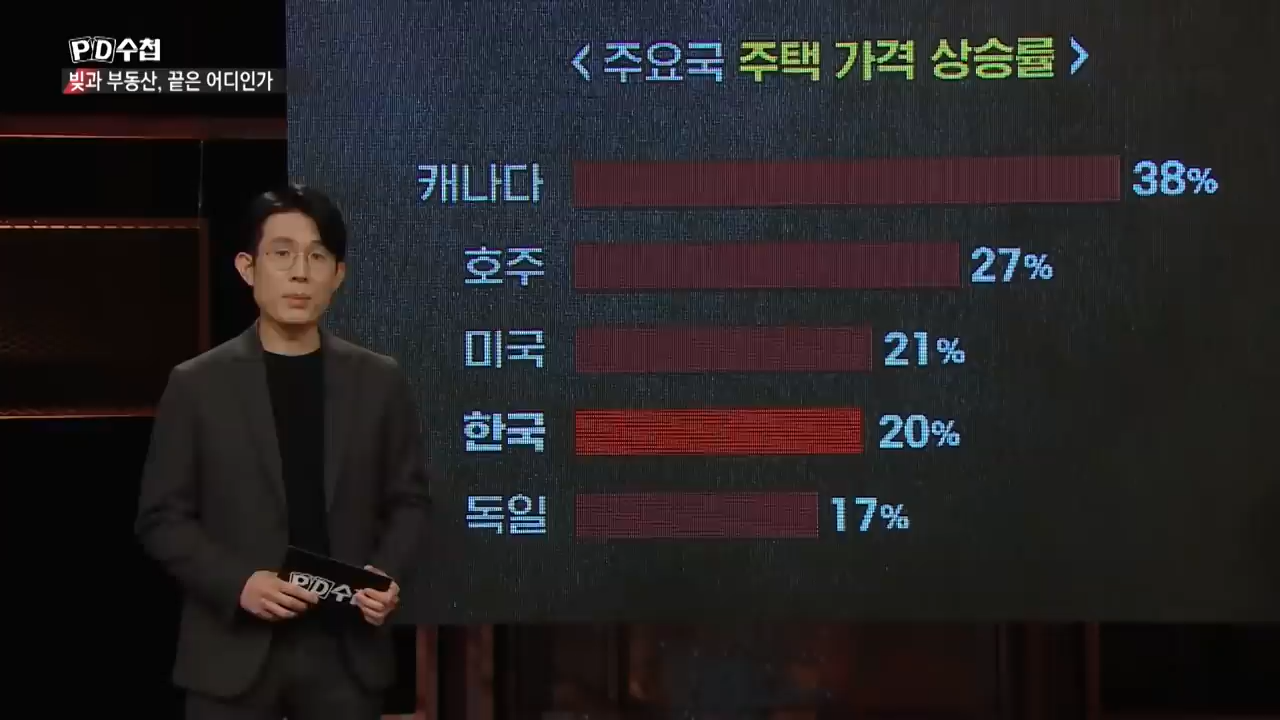 PD수첩
빚과 부동산, 끝은 어디인가
< 주요국 주택 가격 상승률 >
캐나다 38%
호주 27%
미국 21%
한국 20%
독일 17%
PD수첩